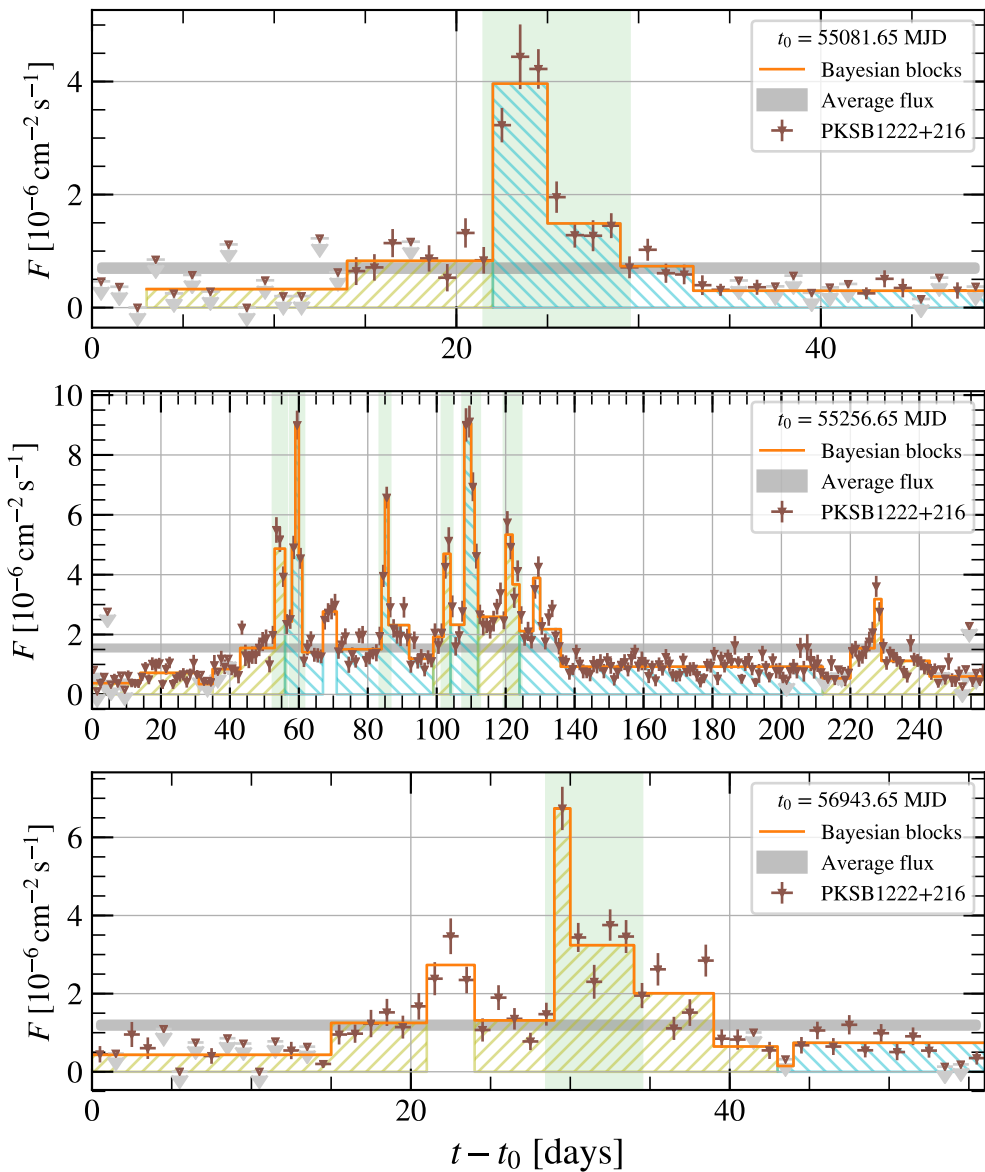 F [10⁻⁶ cm⁻² s⁻¹]
4
2
0
t₀ = 55081.65 MJD
Bayesian blocks
Average flux
PKSB1222+216
0 20 40
F [10⁻⁶ cm⁻² s⁻¹]
10
8
6
4
2
0
t₀ = 55256.65 MJD
Bayesian blocks
Average flux
PKSB1222+216
0 20 40 60 80 100 120 140 160 180 200 220 240
F [10⁻⁶ cm⁻² s⁻¹]
6
4
2
0
t₀ = 56943.65 MJD
Bayesian blocks
Average flux
PKSB1222+216
0 20 40
t − t₀ [days]